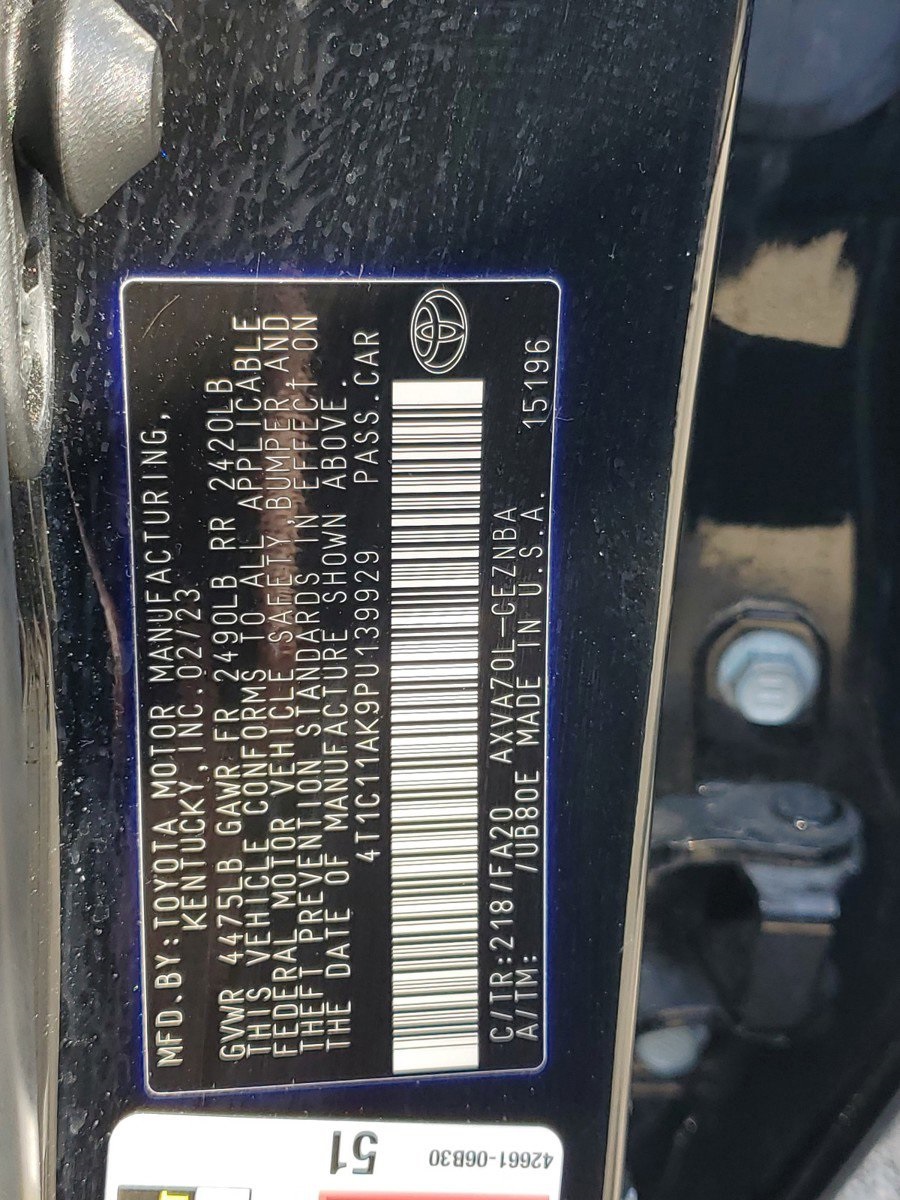 MFD.BY:TOYOTA MOTOR MANUFACTURING,
KENTUCKY,INC.02/23
GVWR 4475LB GAWR FR 2490LB RR 2420LB
THIS VEHICLE CONFORMS TO ALL APPLICABLE
FEDERAL MOTOR VEHICLE SAFETY,BUMPER AND
THEFT PREVENTION STANDARDS IN EFFECT ON
THE DATE OF MANUFACTURE SHOWN ABOVE.
4T1C11AK9PU139929 PASS.CAR
C/TR:218/FA20 AXVA70L-CEZNBA
A/TM: /UB80E MADE IN U.S.A. 15196
51
42661-06B30